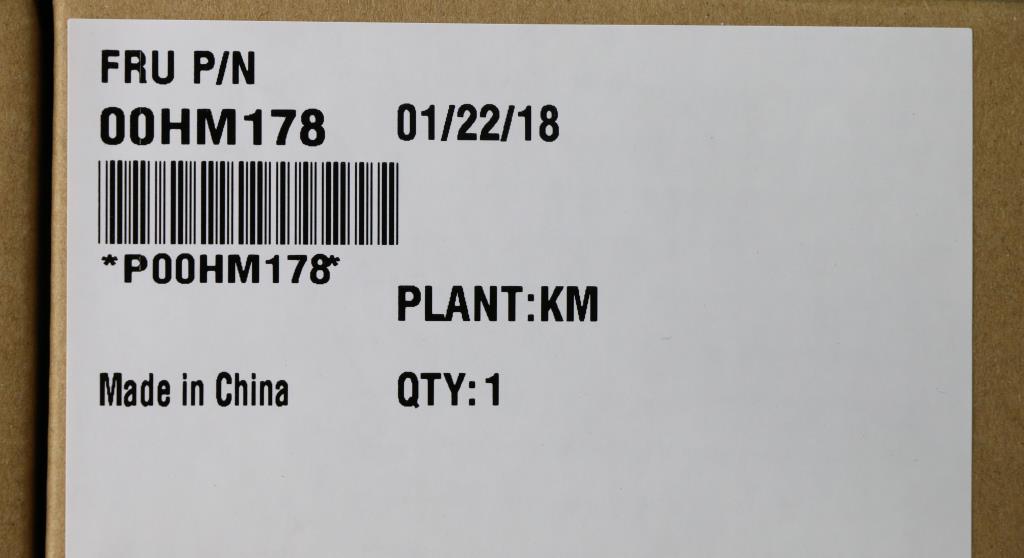 FRU P/N
00HM178 01/22/18
*P00HM178*
PLANT:KM
Made in China QTY: 1